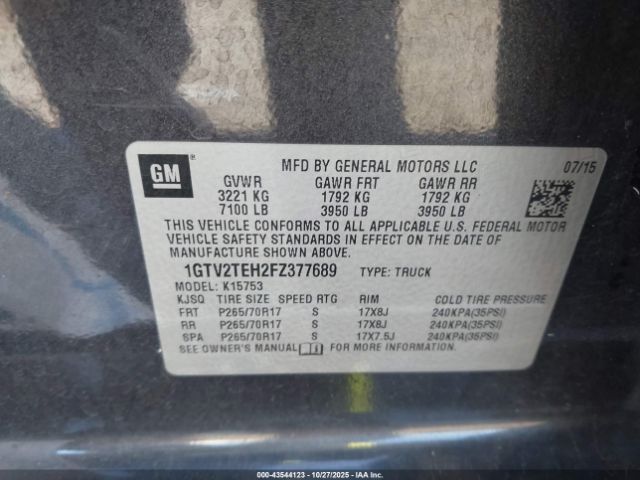 GM ® MFD BY GENERAL MOTORS LLC 07/15
GVWR GAWR FRT GAWR RR
3221 KG 1792 KG 1792 KG
7100 LB 3950 LB 3950 LB
THIS VEHICLE CONFORMS TO ALL APPLICABLE U.S. FEDERAL MOTOR
VEHICLE SAFETY STANDARDS IN EFFECT ON THE DATE OF
MANUFACTURE SHOWN ABOVE.
1GTV2TEH2FZ377689 TYPE: TRUCK
MODEL: K15753
KJSQ TIRE SIZE SPEED RTG RIM COLD TIRE PRESSURE
FRT P265/70R17 S 17X8J 240KPA(35PSI)
RR P265/70R17 S 17X8J 240KPA(35PSI)
SPA P265/70R17 S 17X7.5J 240KPA(35PSI)
SEE OWNER'S MANUAL FOR MORE INFORMATION.
000-43544123 - 10/27/2025 - COPYRIGHT © IAA, LLC.